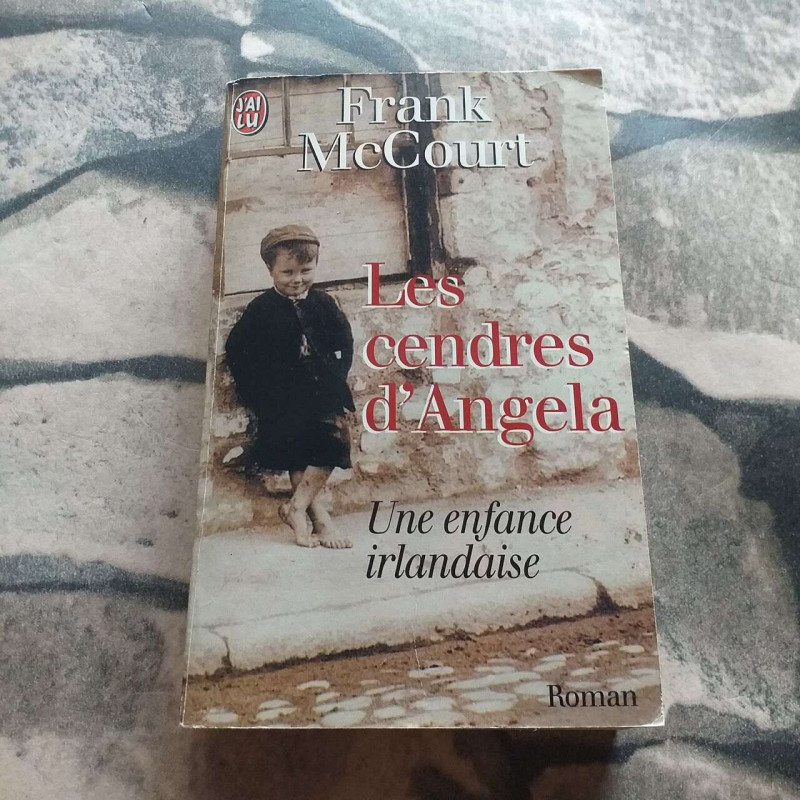 J'AI
LU
Frank
McCourt
Les
cendres
d'Angela
Une enfance
irlandaise
Roman